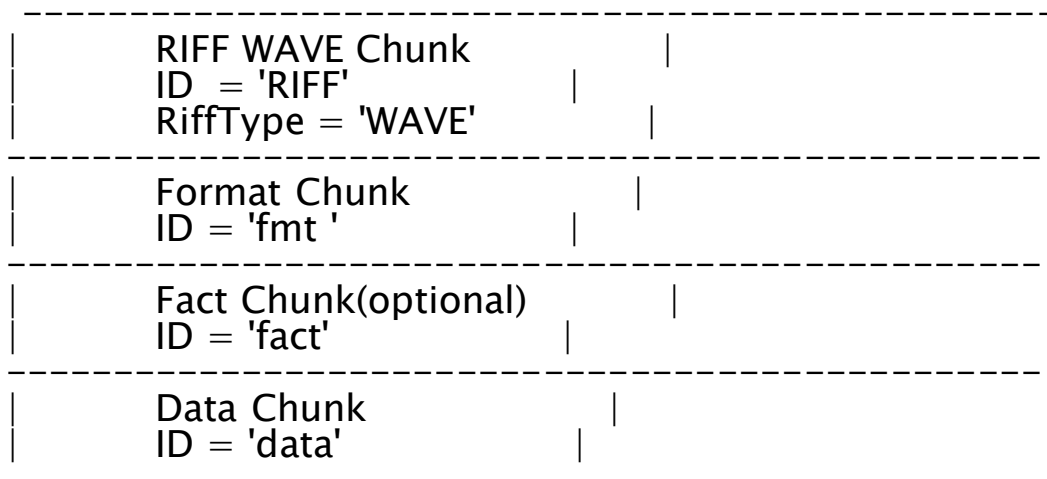 ------------------------------------------------
|       RIFF WAVE Chunk          |
|       ID  = 'RIFF'           |
|       RiffType = 'WAVE'         |
------------------------------------------------
|       Format Chunk           |
|       ID = 'fmt '            |
------------------------------------------------
|       Fact Chunk(optional)       |
|       ID = 'fact'            |
------------------------------------------------
|       Data Chunk             |
|       ID = 'data'            |